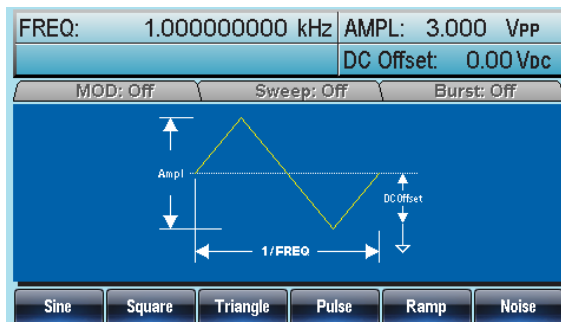 FREQ: 1.000000000 kHz AMPL: 3.000 VPP
DC Offset: 0.00 VDC
MOD: Off Sweep: Off Burst: Off
Ampl
DC Offset
1/FREQ
Sine Square Triangle Pulse Ramp Noise